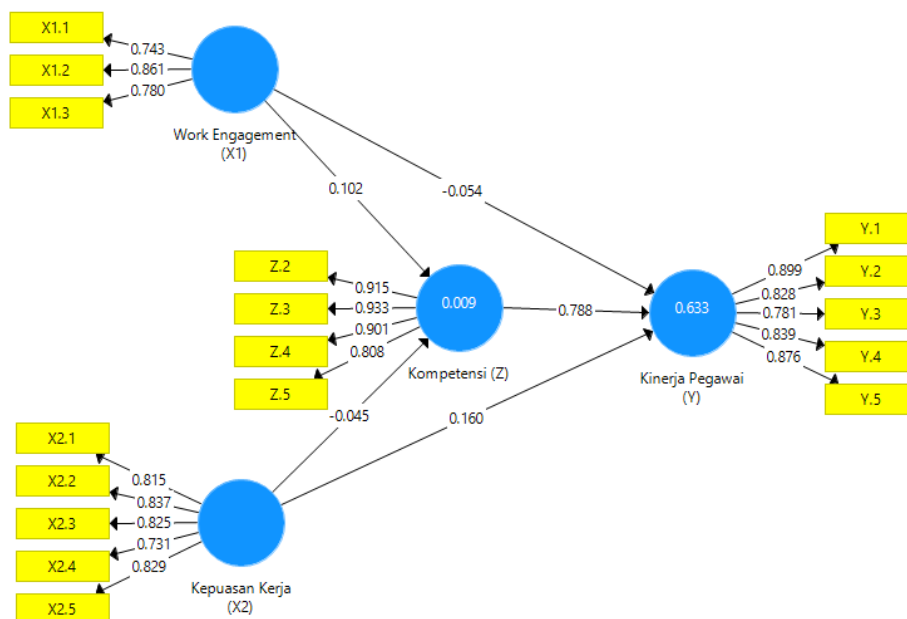 X1.1
0.743
X1.2
0.861
X1.3
0.780
Work Engagement
(X1)
0.102
-0.054
Z.2
0.915
Z.3
0.933
Z.4
0.901
Z.5
0.808
0.009
Kompetensi (Z)
0.788
0.633
Kinerja Pegawai
(Y)
Y.1
0.899
Y.2
0.828
Y.3
0.781
Y.4
0.839
Y.5
0.876
-0.045
0.160
X2.1
0.815
X2.2
0.837
X2.3
0.825
X2.4
0.731
X2.5
0.829
Kepuasan Kerja
(X2)